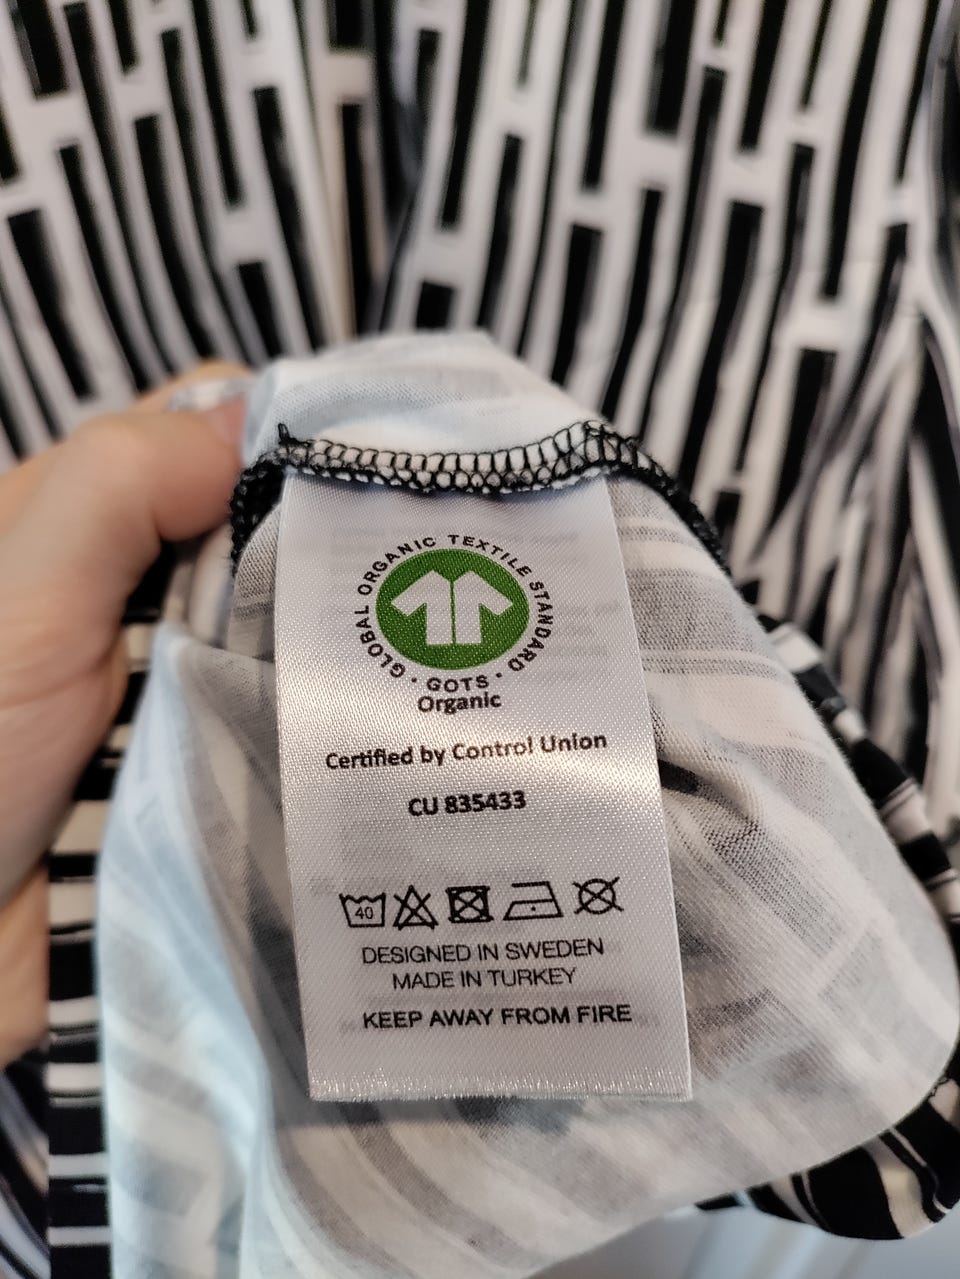 GLOBAL ORGANIC TEXTILE STANDARD
· GOTS ·
Organic
Certified by Control Union
CU 835433
40
DESIGNED IN SWEDEN
MADE IN TURKEY
KEEP AWAY FROM FIRE